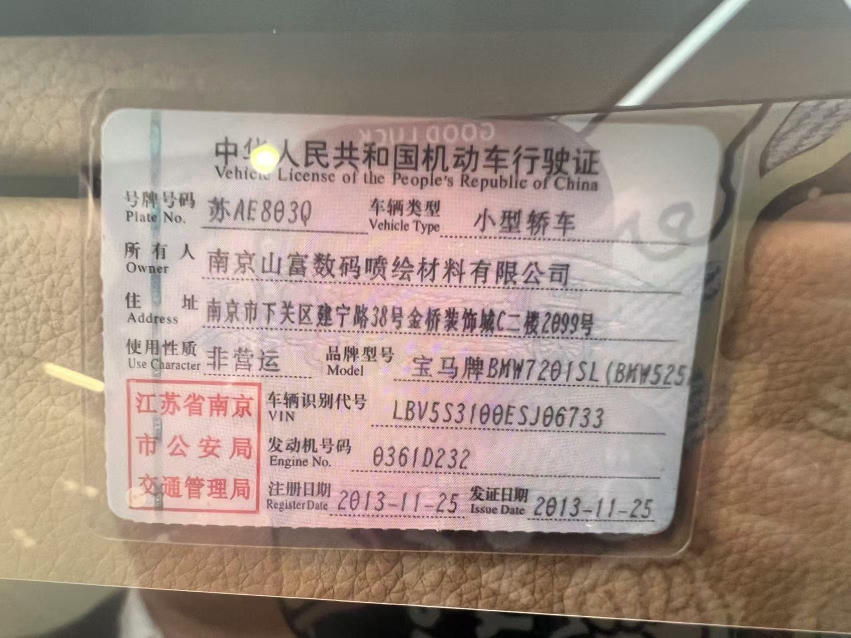 GOOD LUCK
中华人民共和国机动车行驶证
Vehicle License of the People's Republic of China
号牌号码 苏AE803Q 车辆类型 小型轿车
Plate No. Vehicle Type
所有人 南京山富数码喷绘材料有限公司
Owner
住址 南京市下关区建宁路38号金桥装饰城C二楼2099号
Address
使用性质 非营运 品牌型号 宝马牌BMW7201SL(BMW525
Use Character Model
江苏省南京 车辆识别代号 LBV5S3100ESJ06733
VIN
市公安局 发动机号码 0361D232
Engine No.
交通管理局 注册日期 2013-11-25 发证日期 2013-11-25
Register Date Issue Date